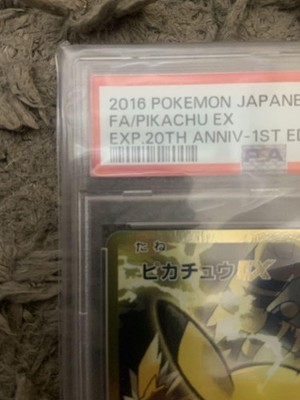 2016 POKEMON JAPANE
FA/PIKACHU EX
EXP.20TH ANNIV-1ST ED
PSA
たね
ピカチュウEX